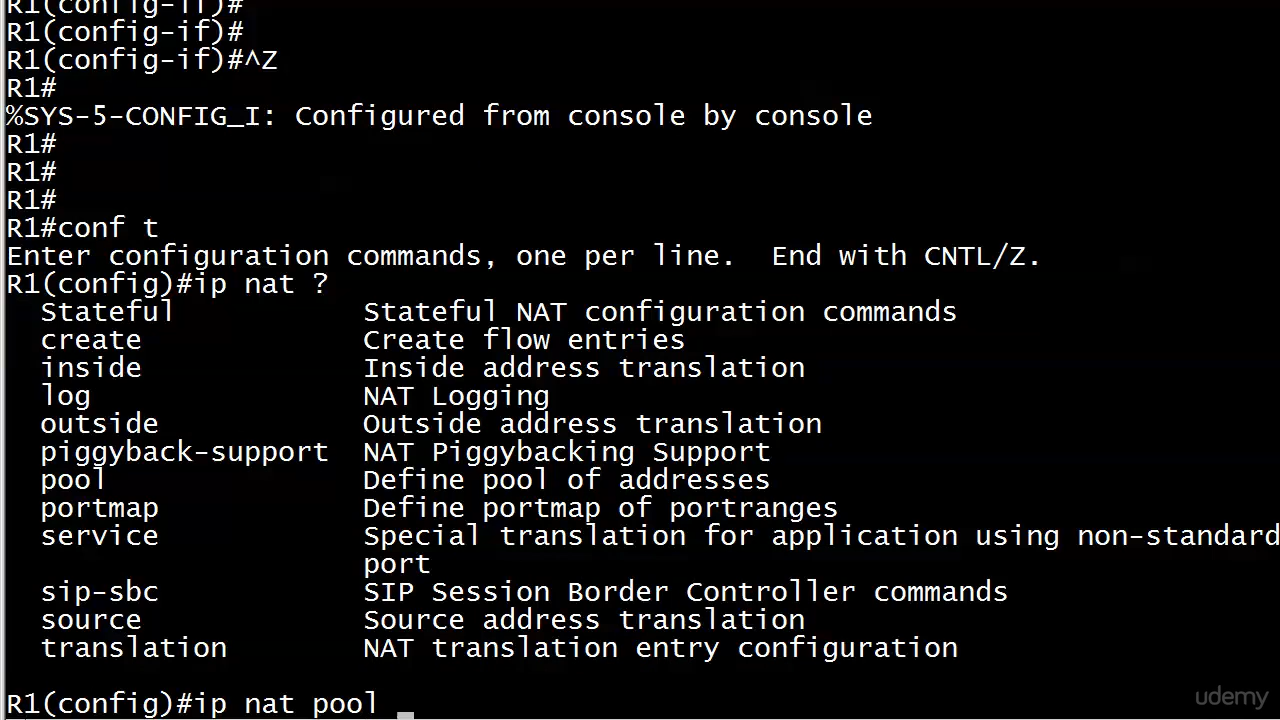 R1(config-if)#
R1(config-if)#
R1(config-if)#^Z
R1#
%SYS-5-CONFIG_I: Configured from console by console
R1#
R1#
R1#
R1#conf t
Enter configuration commands, one per line.  End with CNTL/Z.
R1(config)#ip nat ?
  Stateful           Stateful NAT configuration commands
  create             Create flow entries
  inside             Inside address translation
  log                NAT Logging
  outside            Outside address translation
  piggyback-support  NAT Piggybacking Support
  pool               Define pool of addresses
  portmap            Define portmap of portranges
  service            Special translation for application using non-standard
                     port
  sip-sbc            SIP Session Border Controller commands
  source             Source address translation
  translation        NAT translation entry configuration
R1(config)#ip nat pool
udemy